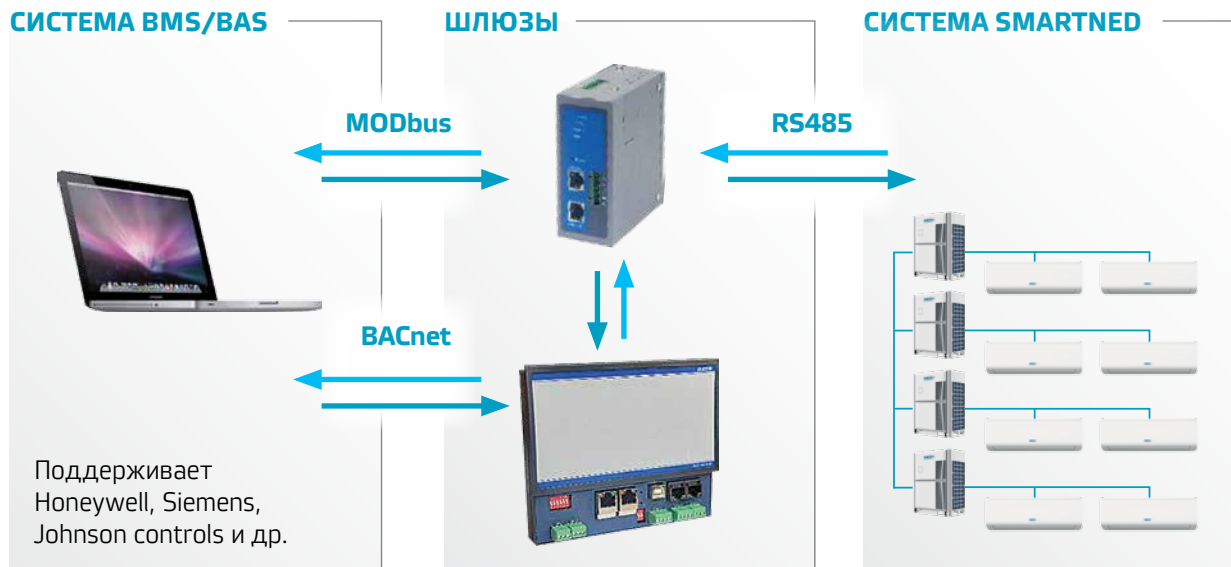 СИСТЕМА BMS/BAS
ШЛЮЗЫ
СИСТЕМА SMARTNED
MODbus
RS485
BACnet
Поддерживает
Honeywell, Siemens,
Johnson controls и др.